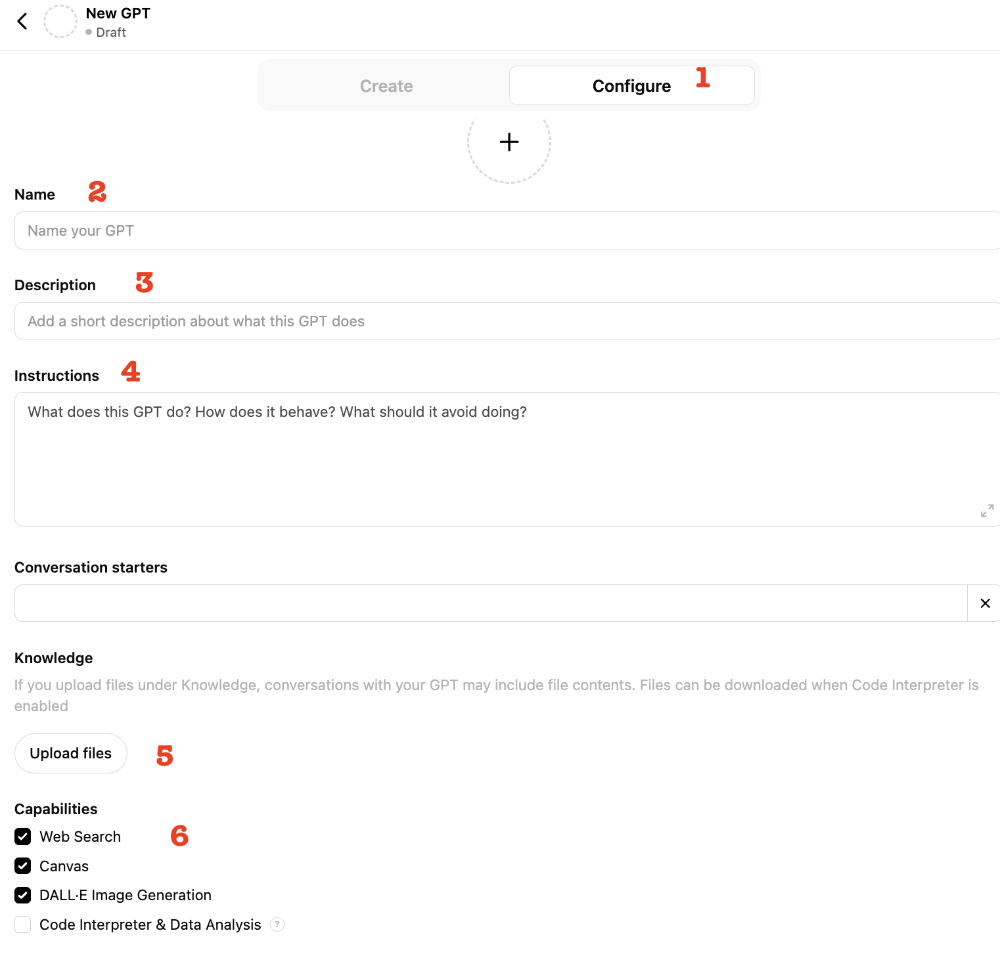 New GPT
Draft
Create
Configure 1
Name 2
Name your GPT
Description 3
Add a short description about what this GPT does
Instructions 4
What does this GPT do? How does it behave? What should it avoid doing?
Conversation starters
Knowledge
If you upload files under Knowledge, conversations with your GPT may include file contents. Files can be downloaded when Code Interpreter is
enabled
Upload files 5
Capabilities
Web Search 6
Canvas
DALL·E Image Generation
Code Interpreter & Data Analysis ?